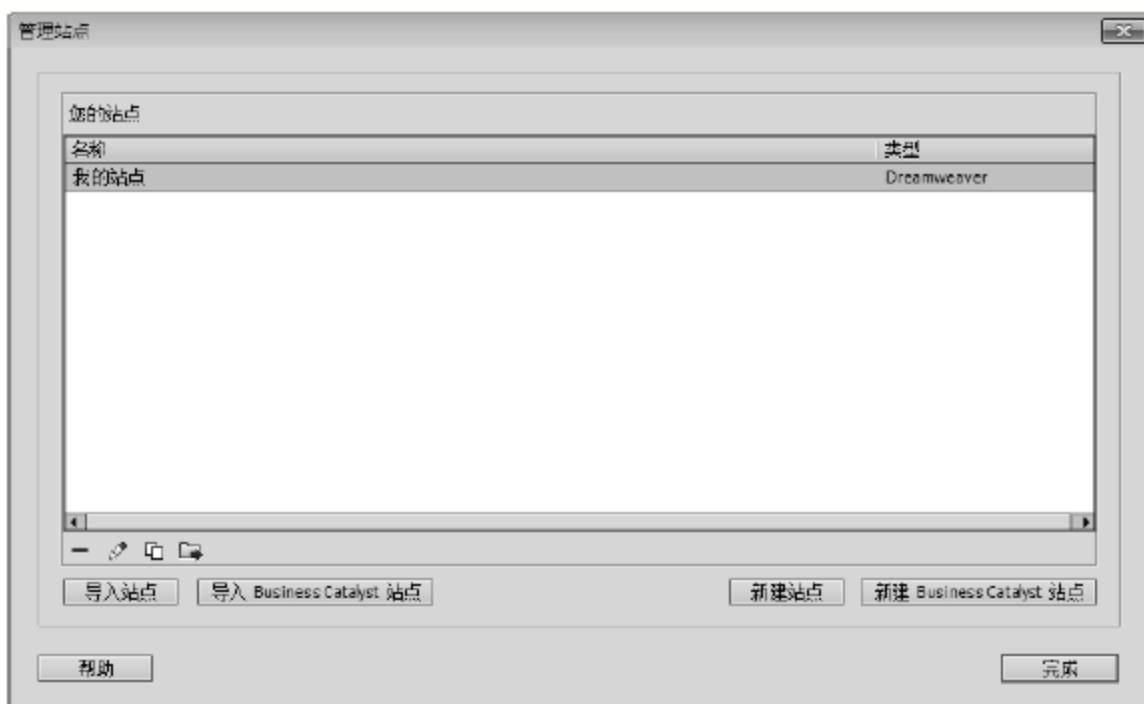 管理站点
您的站点
名称 类型
我的站点 Dreamweaver
导入站点 导入 Business Catalyst 站点 新建站点 新建 Business Catalyst 站点
帮助 完成